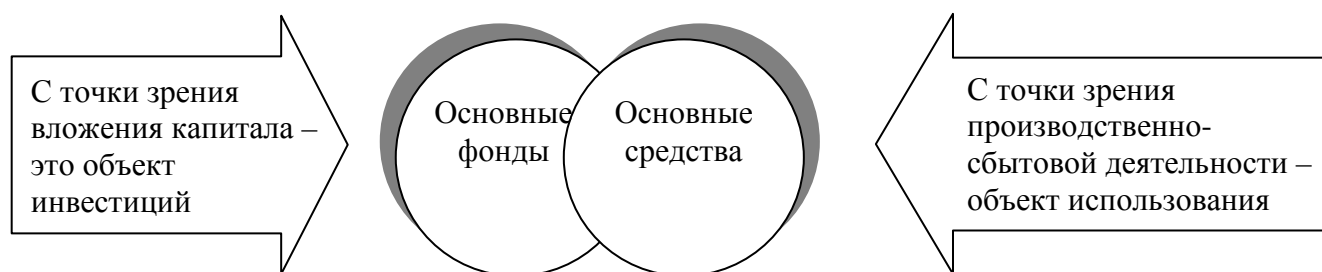 С точки зрения
вложения капитала –
это объект
инвестиций
Основные
фонды
Основные
средства
С точки зрения
производственно-
сбытовой деятельности –
объект использования